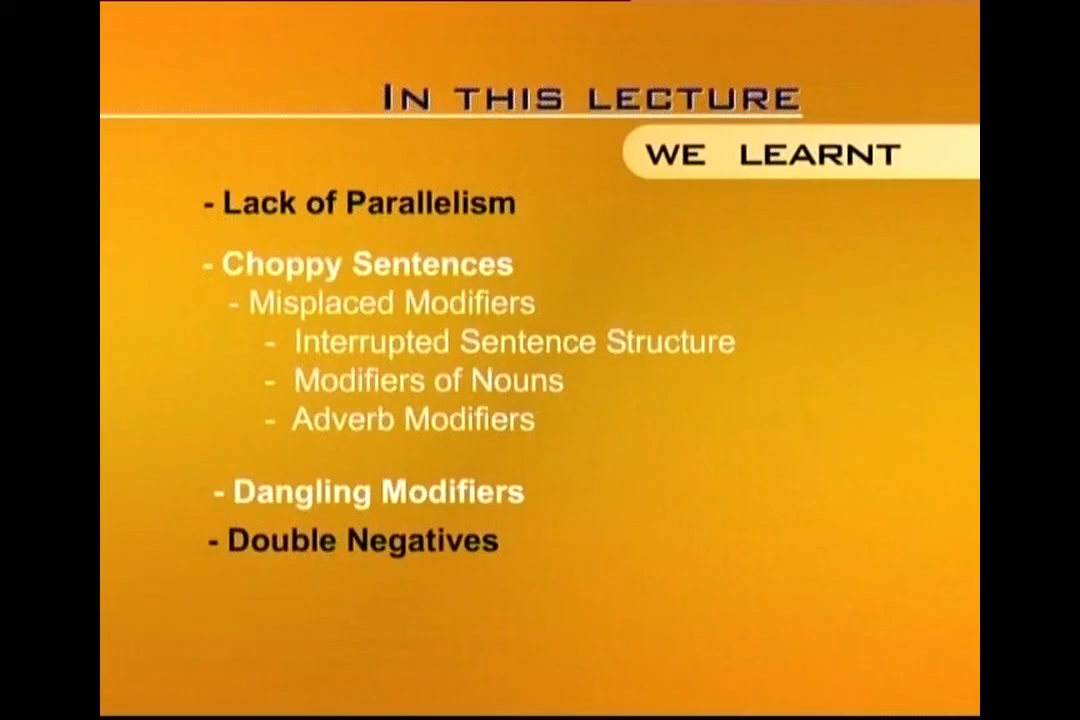 IN THIS LECTURE
WE LEARNT
- Lack of Parallelism
- Choppy Sentences
- Misplaced Modifiers
- Interrupted Sentence Structure
- Modifiers of Nouns
- Adverb Modifiers
- Dangling Modifiers
- Double Negatives